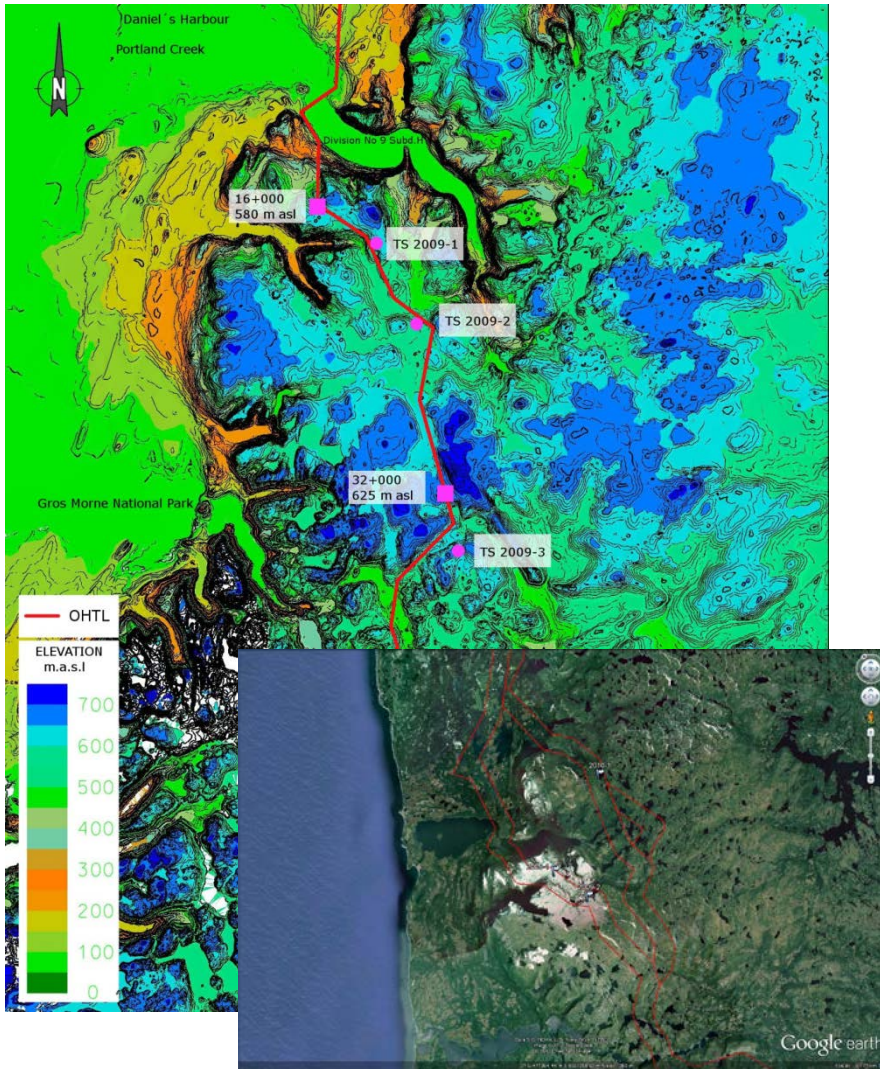 Daniel´s Harbour
Portland Creek
N
Division No 9 Subd.H
16+000
580 m asl
TS 2009-1
TS 2009-2
32+000
625 m asl
Gros Morne National Park
TS 2009-3
OHTL
ELEVATION
m.a.s.l
700
600
500
400
300
200
100
0
Google earth